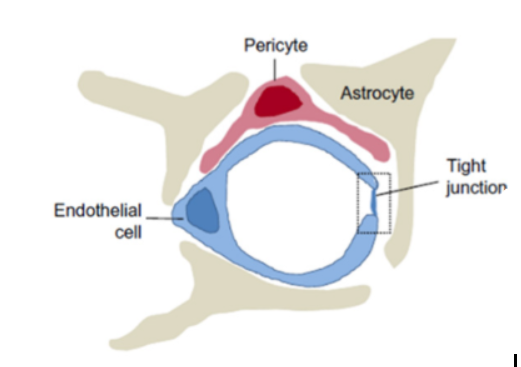 Pericyte
Astrocyte
Tight
junction
Endothelial
cell